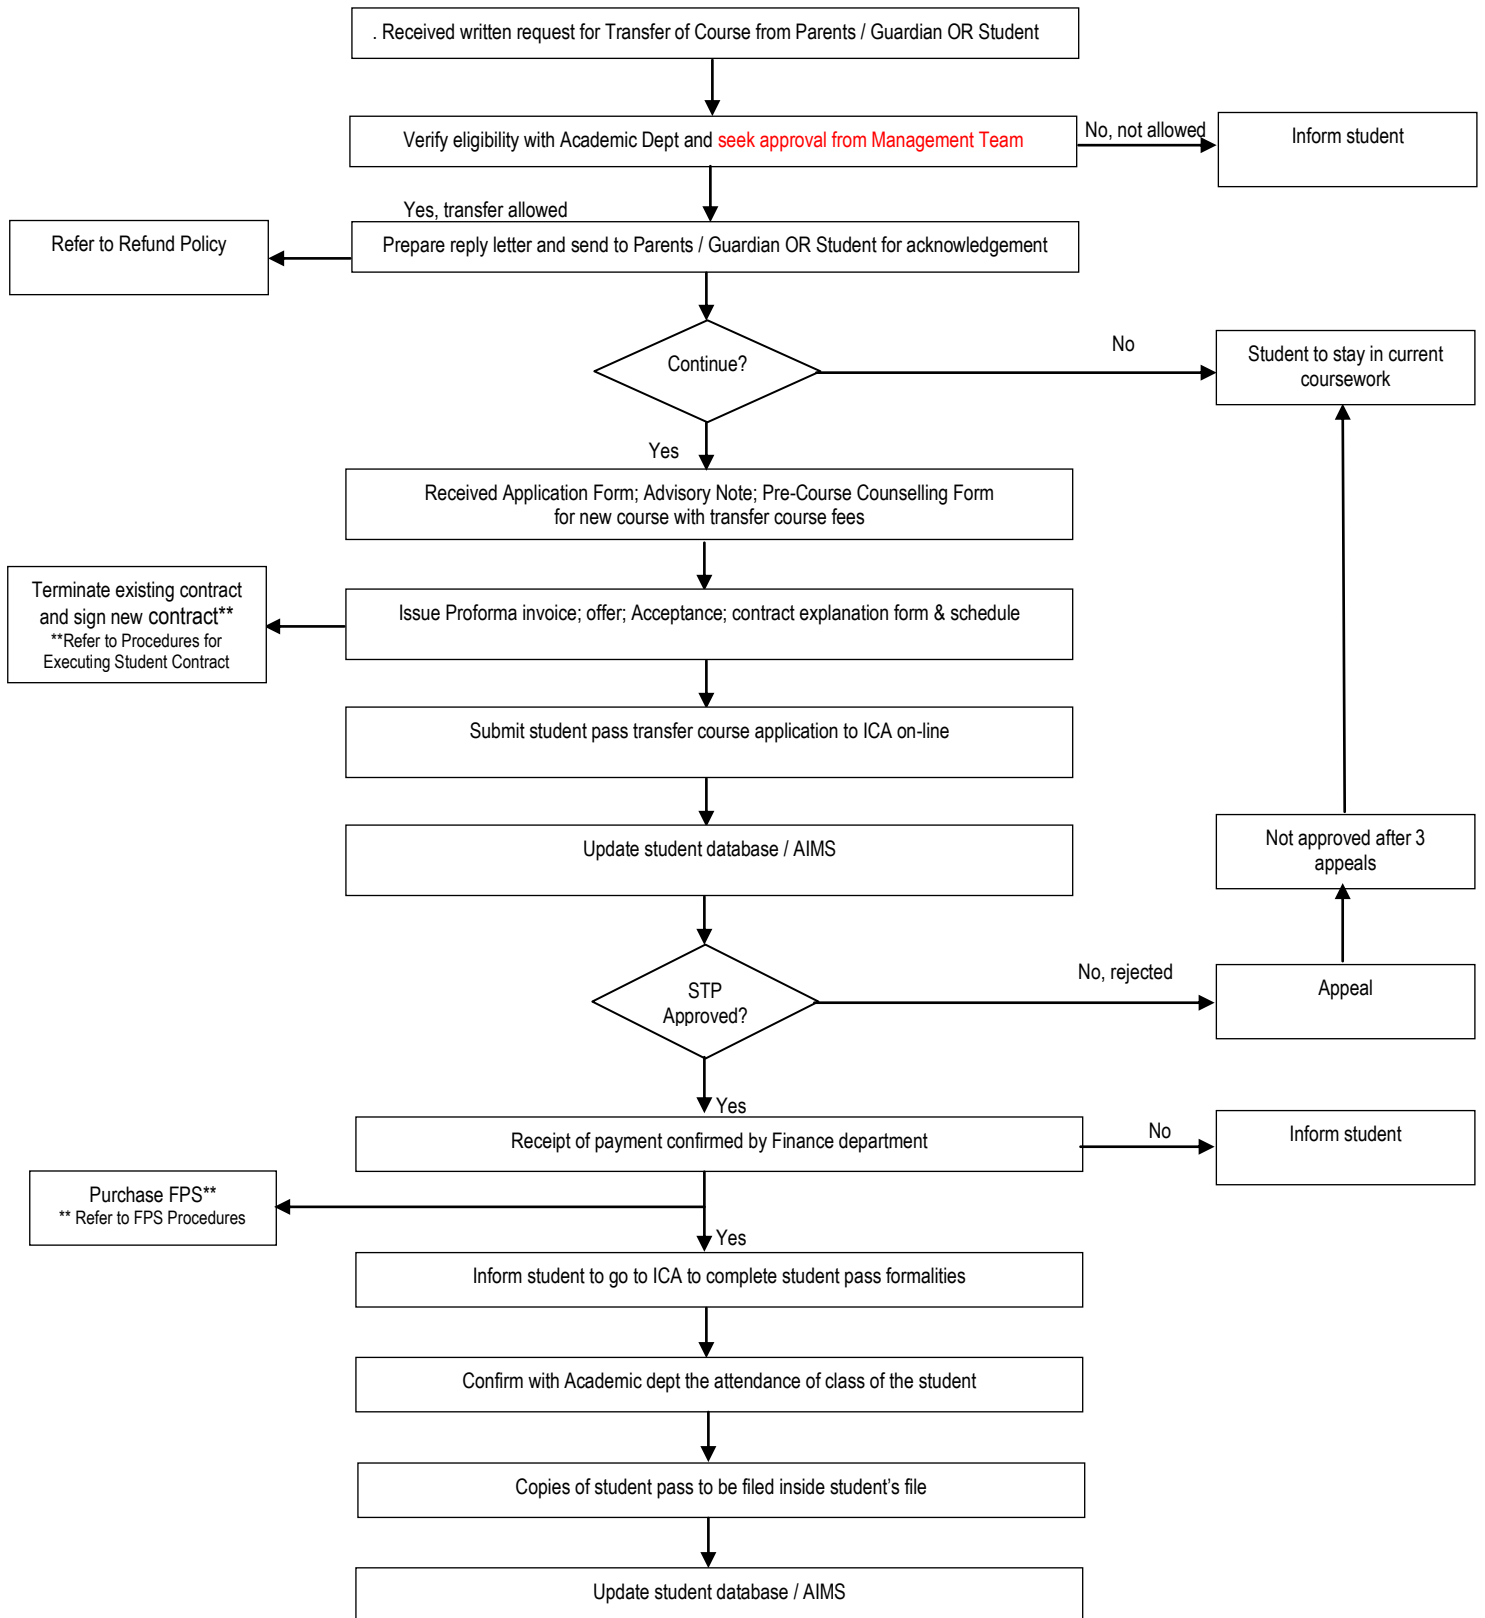 . Received written request for Transfer of Course from Parents / Guardian OR Student
Verify eligibility with Academic Dept and seek approval from Management Team
No, not allowed
Inform student
Yes, transfer allowed
Refer to Refund Policy
Prepare reply letter and send to Parents / Guardian OR Student for acknowledgement
Continue?
No
Student to stay in current
coursework
Yes
Received Application Form; Advisory Note; Pre-Course Counselling Form
for new course with transfer course fees
Terminate existing contract
and sign new contract**
**Refer to Procedures for
Executing Student Contract
Issue Proforma invoice; offer; Acceptance; contract explanation form & schedule
Submit student pass transfer course application to ICA on-line
Update student database / AIMS
Not approved after 3
appeals
STP
Approved?
No, rejected
Appeal
Yes
Receipt of payment confirmed by Finance department
No
Inform student
Purchase FPS**
** Refer to FPS Procedures
Yes
Inform student to go to ICA to complete student pass formalities
Confirm with Academic dept the attendance of class of the student
Copies of student pass to be filed inside student's file
Update student database / AIMS